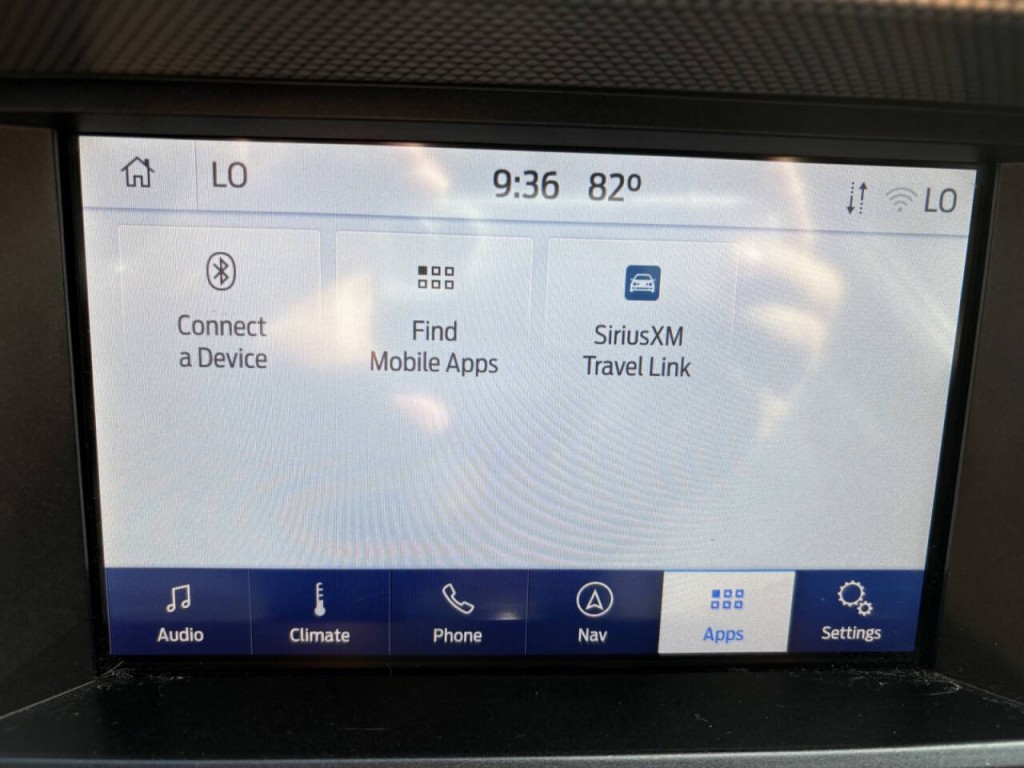 LO 9:36 82º LO
Connect
a Device
Find
Mobile Apps
SiriusXM
Travel Link
Audio Climate Phone Nav Apps Settings